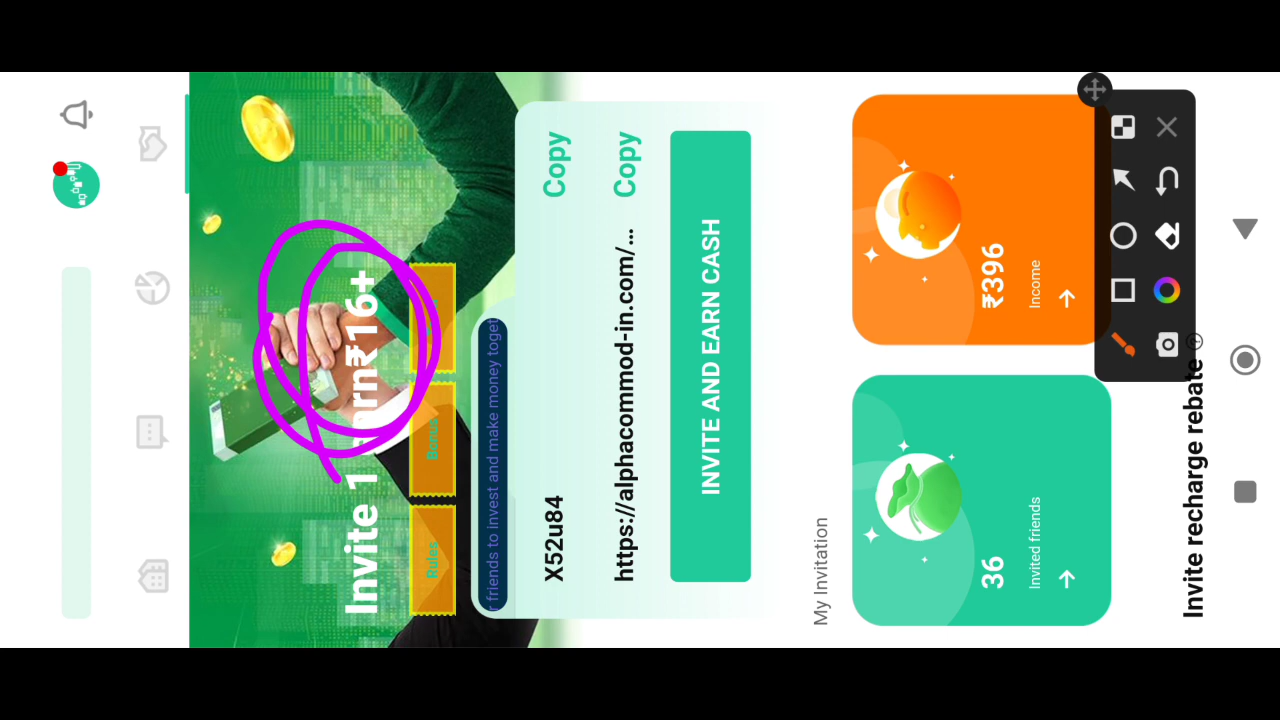 Invite 1 earn₹16+
Rules
Bonus
r friends to invest and make money toget
X52u84
Copy
https://alphacommod-in.com/...
Copy
INVITE AND EARN CASH
My Invitation
36
Invited friends
₹396
Income
Invite recharge rebate